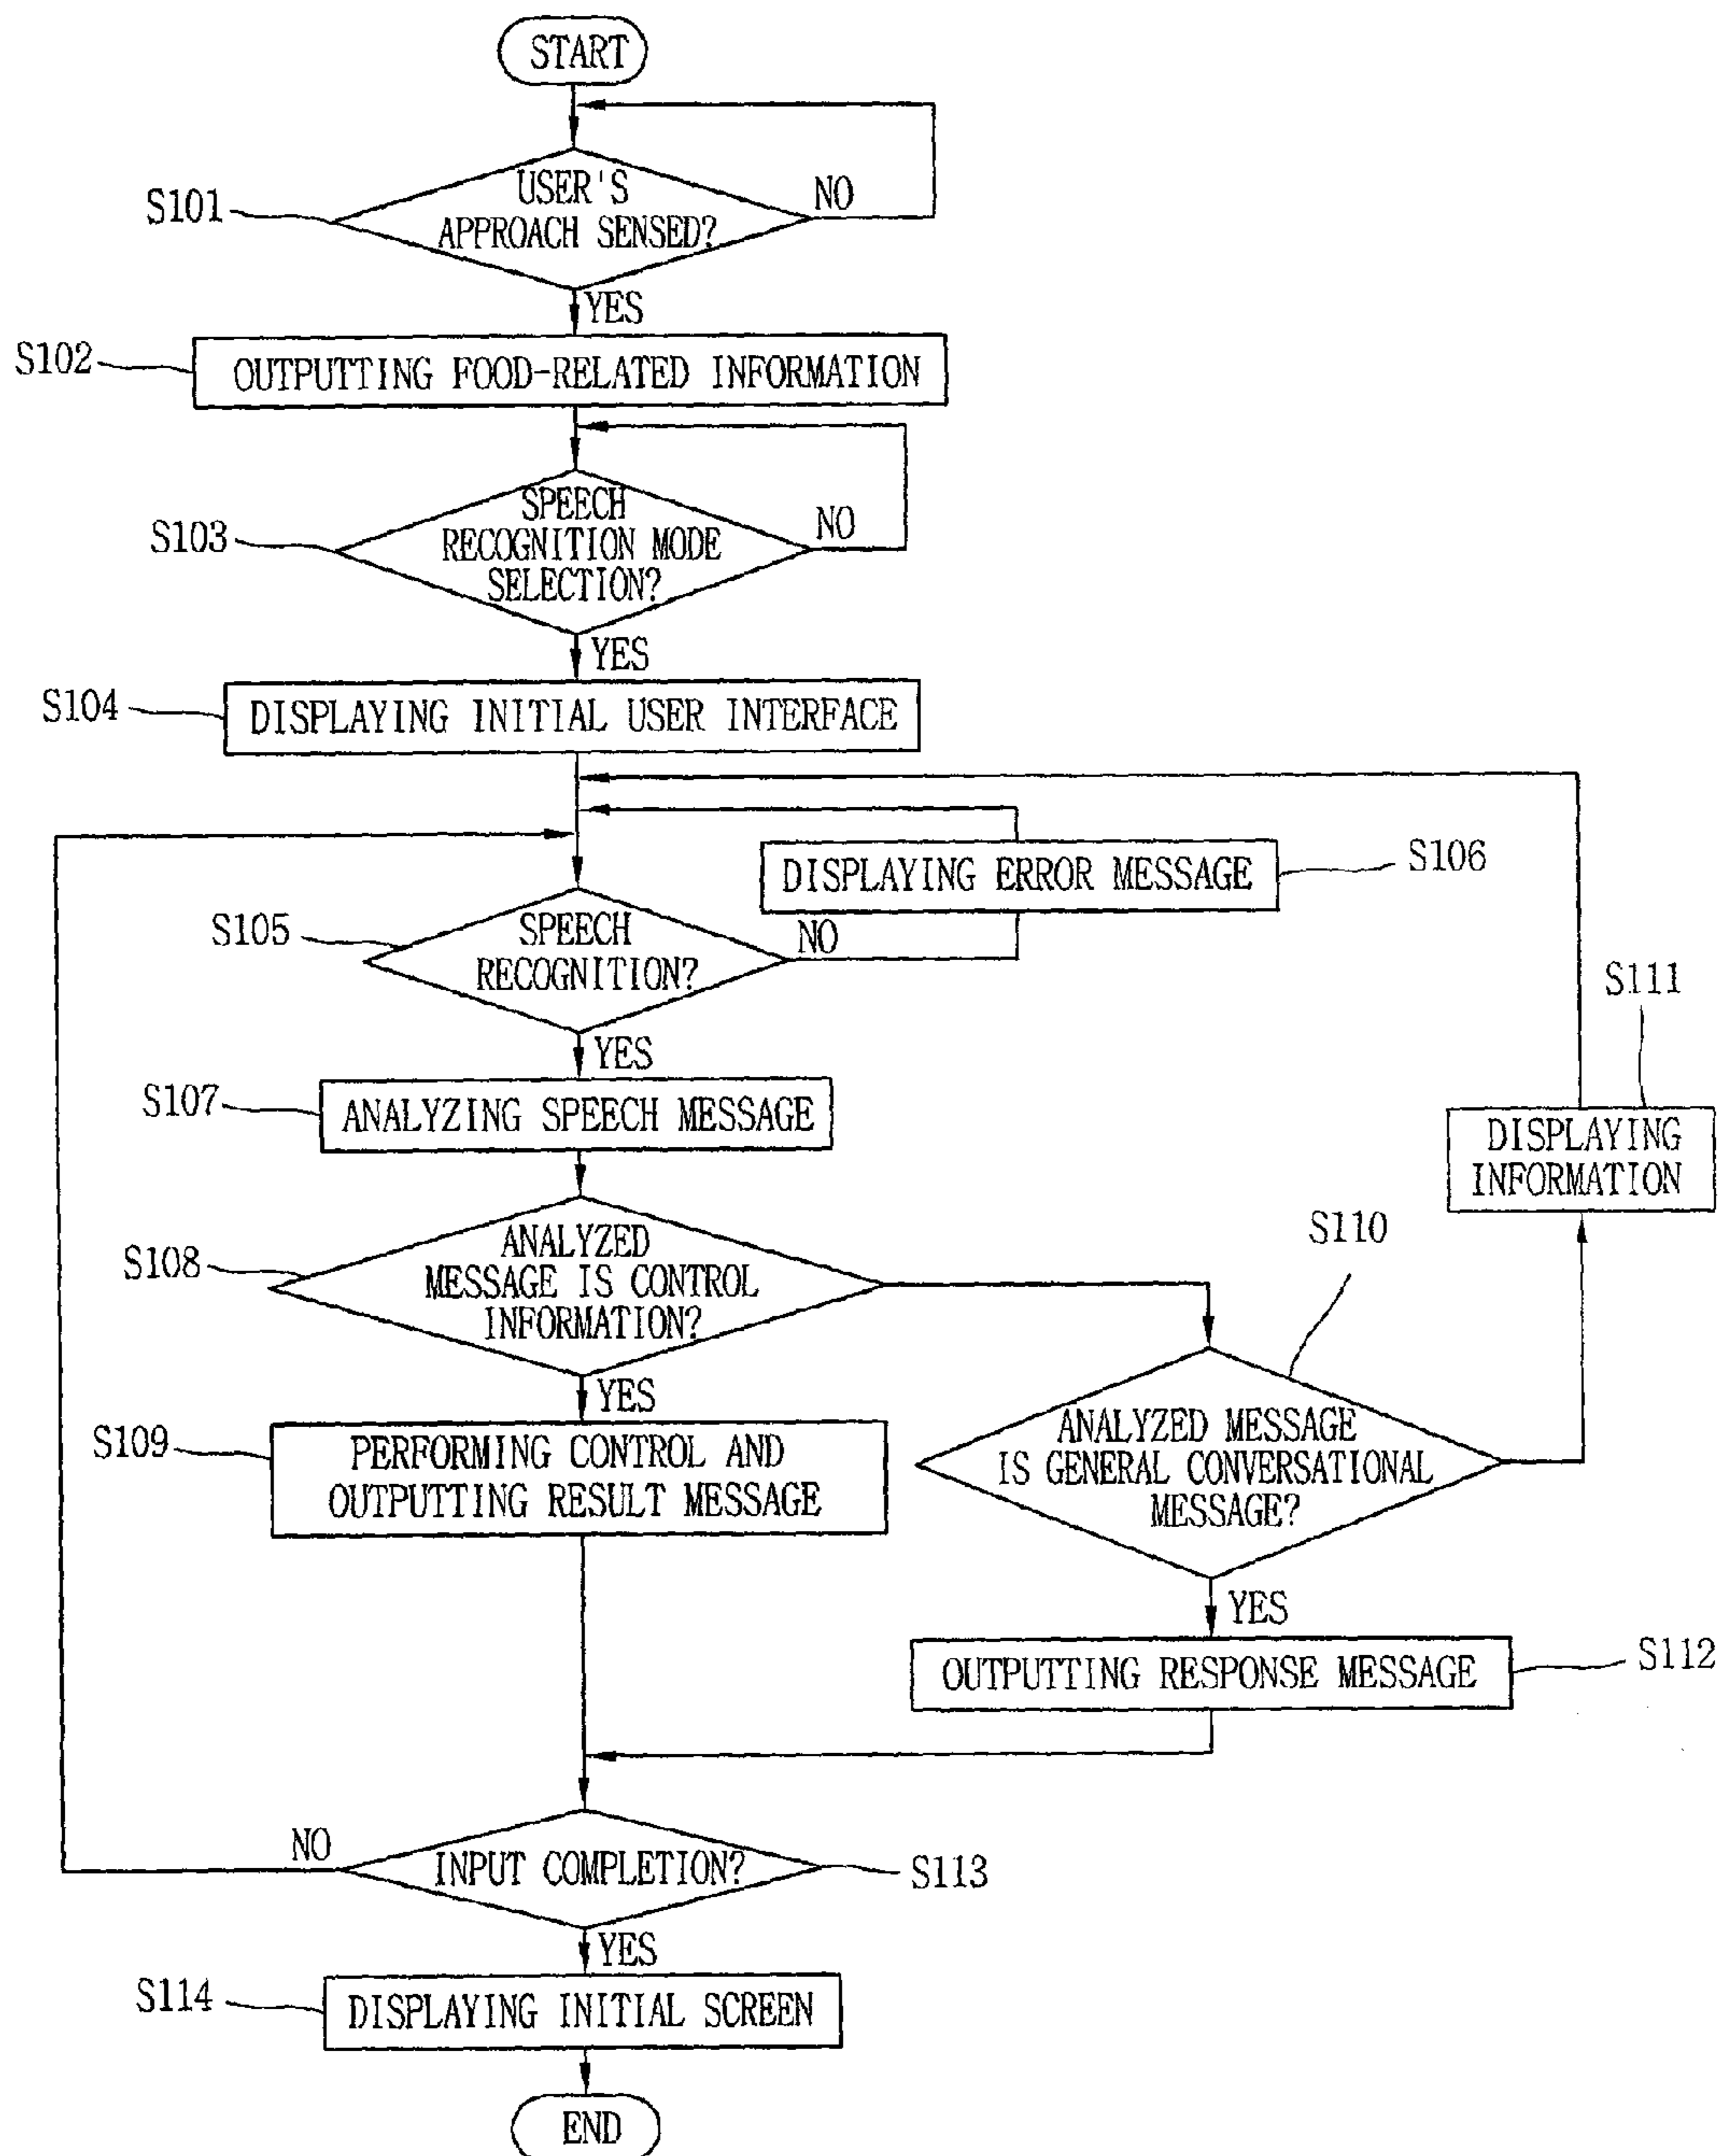 START
S101
USER'S
APPROACH SENSED?
NO
YES
S102
OUTPUTTING FOOD-RELATED INFORMATION
S103
SPEECH
RECOGNITION MODE
SELECTION?
NO
YES
S104
DISPLAYING INITIAL USER INTERFACE
DISPLAYING ERROR MESSAGE
S106
S105
SPEECH
RECOGNITION?
NO
YES
S111
DISPLAYING
INFORMATION
S107
ANALYZING SPEECH MESSAGE
S108
ANALYZED
MESSAGE IS CONTROL
INFORMATION?
YES
S110
ANALYZED MESSAGE
IS GENERAL CONVERSATIONAL
MESSAGE?
YES
S109
PERFORMING CONTROL AND
OUTPUTTING RESULT MESSAGE
OUTPUTTING RESPONSE MESSAGE
S112
NO
INPUT COMPLETION?
S113
YES
S114
DISPLAYING INITIAL SCREEN
END